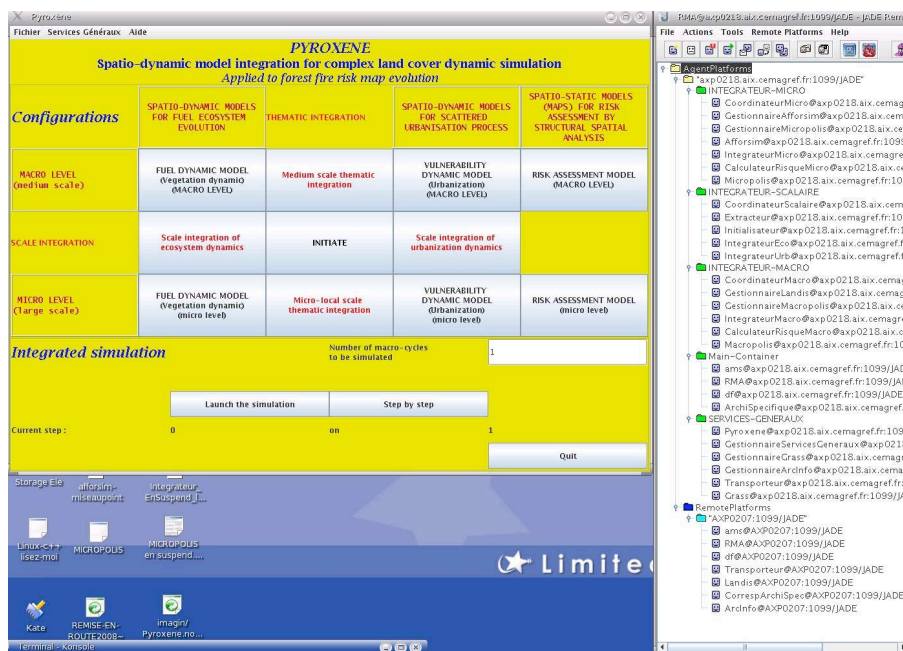 Pyroxène
Fichier Services Généraux Aide
PYROXENE
Spatio-dynamic model integration for complex land cover dynamic simulation
Applied to forest fire risk map evolution
Configurations
SPATIO-DYNAMIC MODELS
FOR FUEL ECOSYSTEM
EVOLUTION
THEMATIC INTEGRATION
SPATIO-DYNAMIC MODELS
FOR SCATTERED
URBANISATION PROCESS
SPATIO-STATIC MODELS
(MAPS) FOR RISK
ASSESSMENT BY
STRUCTURAL SPATIAL
ANALYSIS
MACRO LEVEL
(medium scale)
FUEL DYNAMIC MODEL
(Vegetation dynamic)
(MACRO LEVEL)
Medium scale thematic
integration
VULNERABILITY
DYNAMIC MODEL
(Urbanization)
(MACRO LEVEL)
RISK ASSESSMENT MODEL
(MACRO LEVEL)
SCALE INTEGRATION
Scale integration of
ecosystem dynamics
INITIATE
Scale integration of
urbanization dynamics
MICRO LEVEL
(large scale)
FUEL DYNAMIC MODEL
(Vegetation dynamic)
(micro level)
Micro-local scale
thematic integration
VULNERABILITY
DYNAMIC MODEL
(Urbanization)
(micro level)
RISK ASSESSMENT MODEL
(micro level)
Integrated simulation
Number of macro-cycles
to be simulated
1
Launch the simulation
Step by step
Current step :
0
on
1
Quit
Storage Ele
afforsim-
miseaupoint
Integrateur_
EnSuspend_I...
Linux-c++
lisez-moi
MICROPOLIS
MICROPOLIS
en suspend....
Limite
Kate
REMISE-EN-
ROUTE2008~
imagin/
Pyroxene.no...
Terminal - Konsole
RMA@axp0218.aix.cemagref.fr:1099/JADE - JADE Rem
File Actions Tools Remote Platforms Help
AgentPlatforms
"axp0218.aix.cemagref.fr:1099/JADE"
INTEGRATEUR-MICRO
CoordinateurMicro@axp0218.aix.cemag
GestionnaireAfforsim@axp0218.aix.cem
GestionnaireMicropolis@axp0218.aix.ce
Afforsim@axp0218.aix.cemagref.fr:109
IntegrateurMicro@axp0218.aix.cemagre
CalculateurRisqueMicro@axp0218.aix.ce
Micropolis@axp0218.aix.cemagref.fr:10
INTEGRATEUR-SCALAIRE
CoordinateurScalaire@axp0218.aix.cem
Extracteur@axp0218.aix.cemagref.fr:10
Initialisateur@axp0218.aix.cemagref.fr:1
IntegrateurEco@axp0218.aix.cemagref.f
IntegrateurUrb@axp0218.aix.cemagref.f
INTEGRATEUR-MACRO
CoordinateurMacro@axp0218.aix.cemag
GestionnaireLandis@axp0218.aix.cemag
GestionnaireMacropolis@axp0218.aix.ce
IntegrateurMacro@axp0218.aix.cemagre
CalculateurRisqueMacro@axp0218.aix.c
Macropolis@axp0218.aix.cemagref.fr:10
Main-Container
ams@axp0218.aix.cemagref.fr:1099/JAD
RMA@axp0218.aix.cemagref.fr:1099/JA
df@axp0218.aix.cemagref.fr:1099/JADE
ArchiSpecifique@axp0218.aix.cemagref.
SERVICES-GENERAUX
Pyroxene@axp0218.aix.cemagref.fr:109
GestionnaireServicesGeneraux@axp021
GestionnaireGrass@axp0218.aix.cemagr
GestionnaireArcInfo@axp0218.aix.cema
Transporteur@axp0218.aix.cemagref.fr:
Grass@axp0218.aix.cemagref.fr:1099/JA
RemotePlatforms
"AXP0207:1099/JADE"
ams@AXP0207:1099/JADE
RMA@AXP0207:1099/JADE
df@AXP0207:1099/JADE
Transporteur@AXP0207:1099/JADE
Landis@AXP0207:1099/JADE
CorrespArchiSpec@AXP0207:1099/JADE
ArcInfo@AXP0207:1099/JADE